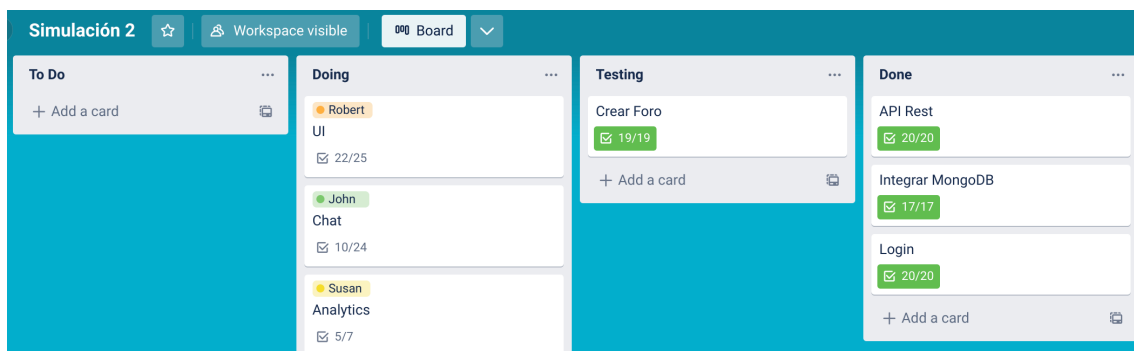 Simulación 2
Workspace visible
Board
To Do
+ Add a card
Doing
Robert
UI
22/25
John
Chat
10/24
Susan
Analytics
5/7
Testing
Crear Foro
19/19
+ Add a card
Done
API Rest
20/20
Integrar MongoDB
17/17
Login
20/20
+ Add a card